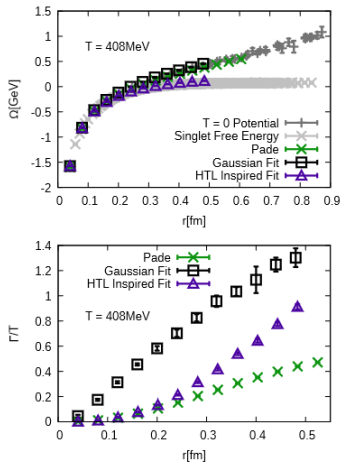 1.5
1
0.5
0
-0.5
-1
-1.5
-2
Ω[GeV]
T = 408MeV
T = 0 Potential
Singlet Free Energy
Pade
Gaussian Fit
HTL Inspired Fit
0 0.1 0.2 0.3 0.4 0.5 0.6 0.7 0.8 0.9
r[fm]
1.4
1.2
1
0.8
0.6
0.4
0.2
0
Γ/T
Pade
Gaussian Fit
HTL Inspired Fit
T = 408MeV
0 0.1 0.2 0.3 0.4 0.5
r[fm]